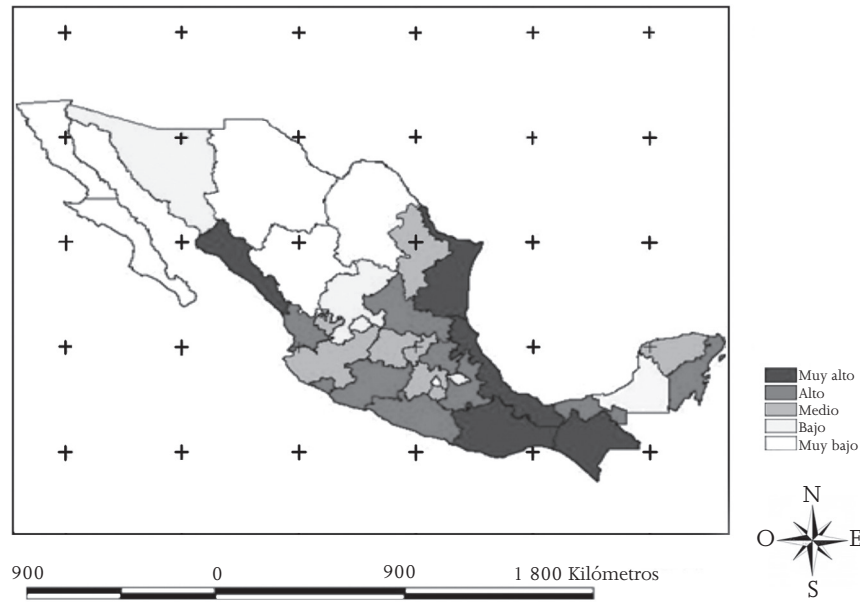 Muy alto
Alto
Medio
Bajo
Muy bajo
N
O E
S
900 0 900 1 800 Kilómetros